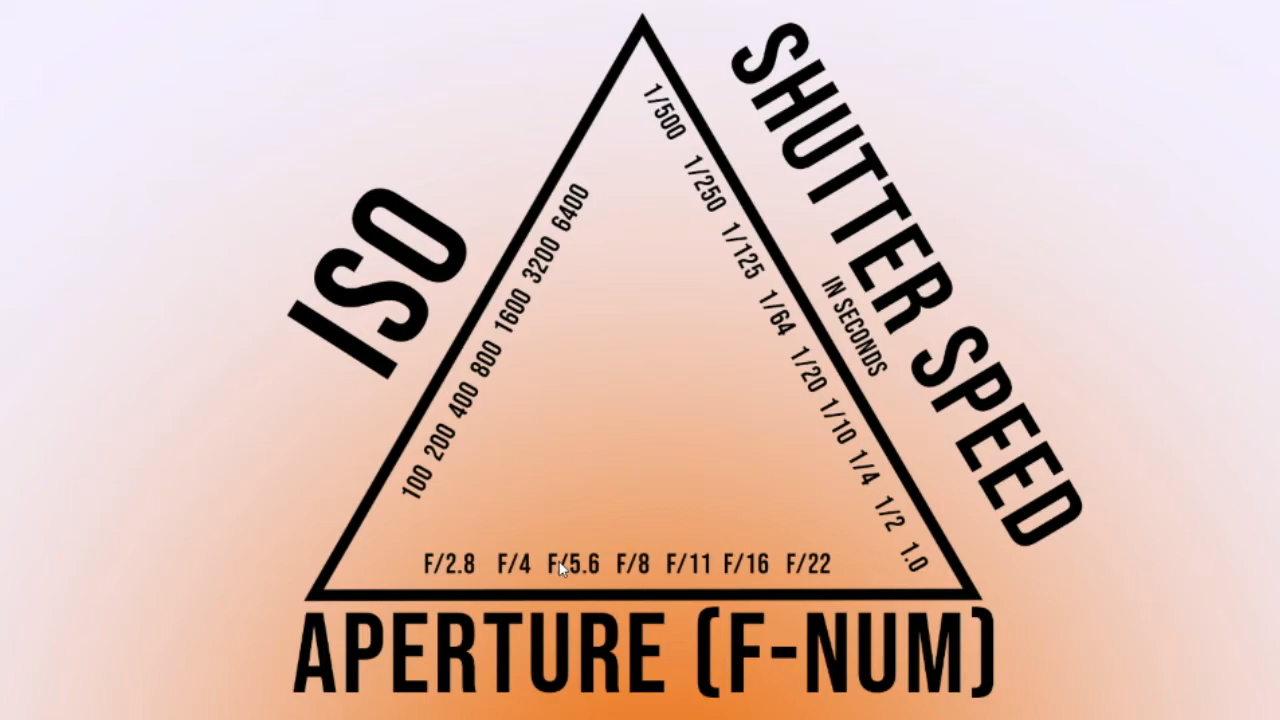 ISO
100 200 400 800 1600 3200 6400
SHUTTER SPEED
IN SECONDS
1/500 1/250 1/125 1/64 1/20 1/10 1/4 1/2 1.0
F/2.8 F/4 F/5.6 F/8 F/11 F/16 F/22
APERTURE (F-NUM)